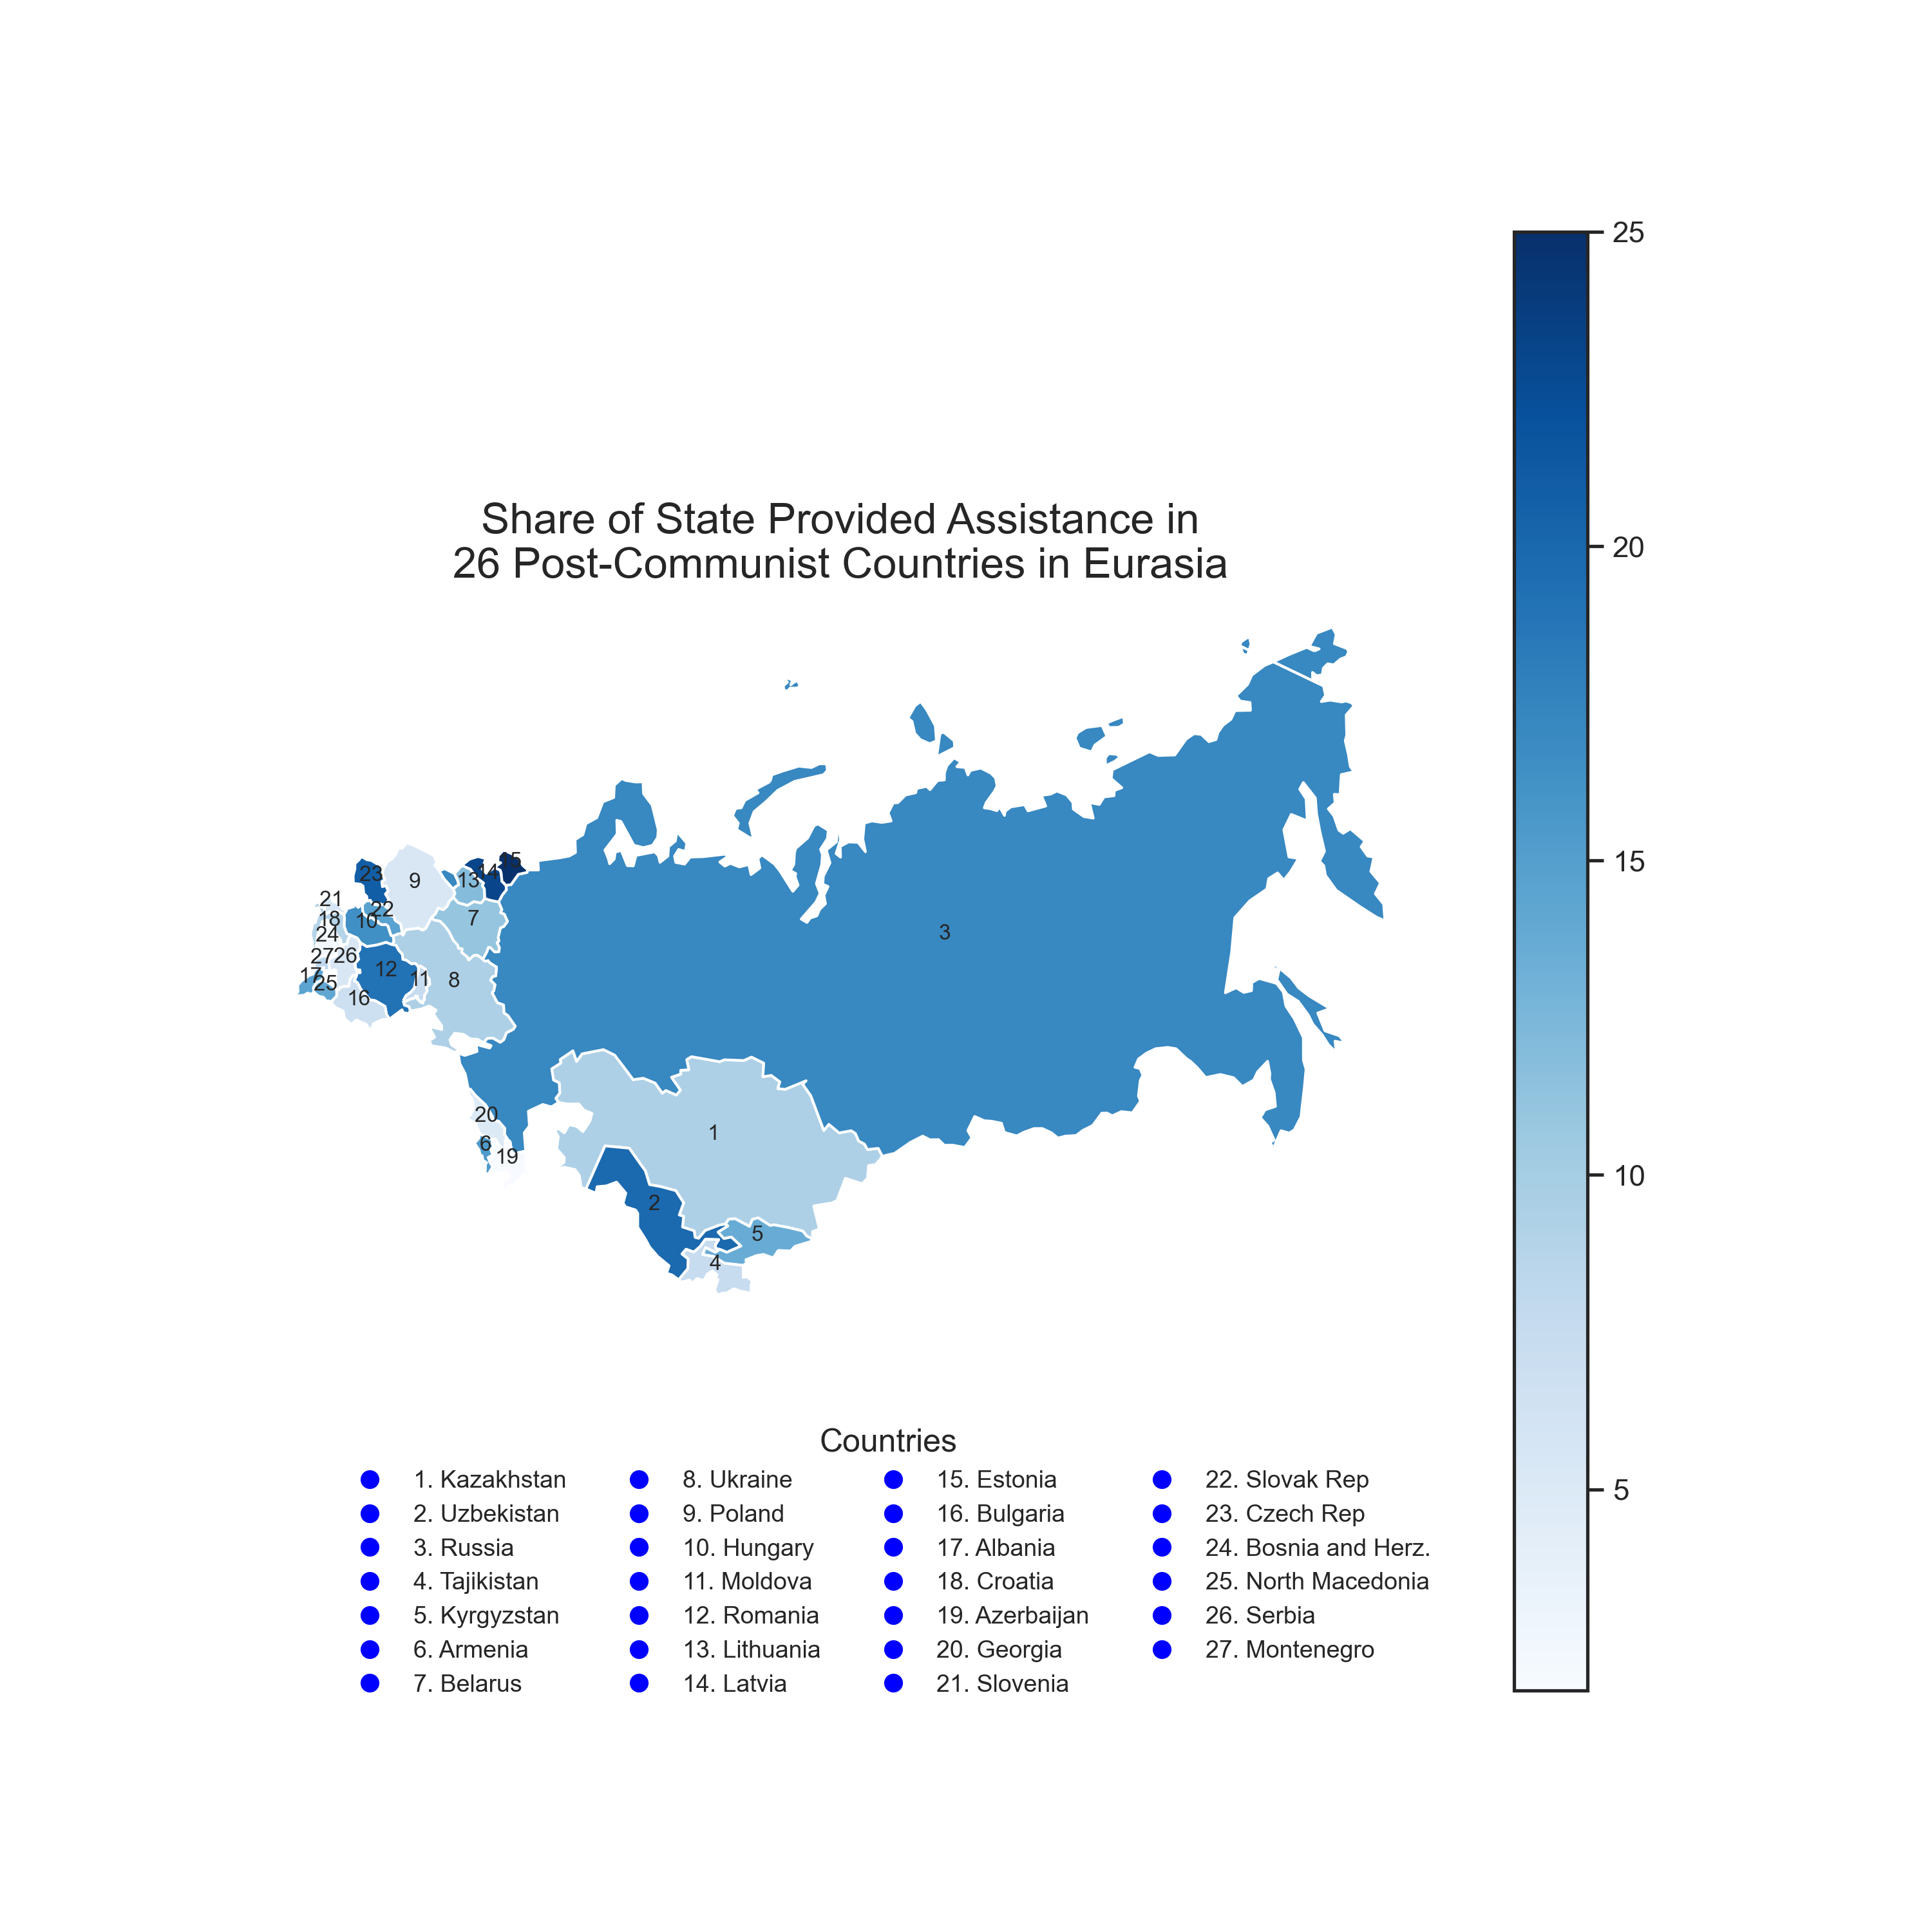 Share of State Provided Assistance in
26 Post-Communist Countries in Eurasia
25
20
15
10
5
3
15
14
13
23
9
21
22
18
10
7
24
27
26
17
25
12
11
8
16
20
6
19
1
2
5
4
Countries
1. Kazakhstan
2. Uzbekistan
3. Russia
4. Tajikistan
5. Kyrgyzstan
6. Armenia
7. Belarus
8. Ukraine
9. Poland
10. Hungary
11. Moldova
12. Romania
13. Lithuania
14. Latvia
15. Estonia
16. Bulgaria
17. Albania
18. Croatia
19. Azerbaijan
20. Georgia
21. Slovenia
22. Slovak Rep
23. Czech Rep
24. Bosnia and Herz.
25. North Macedonia
26. Serbia
27. Montenegro